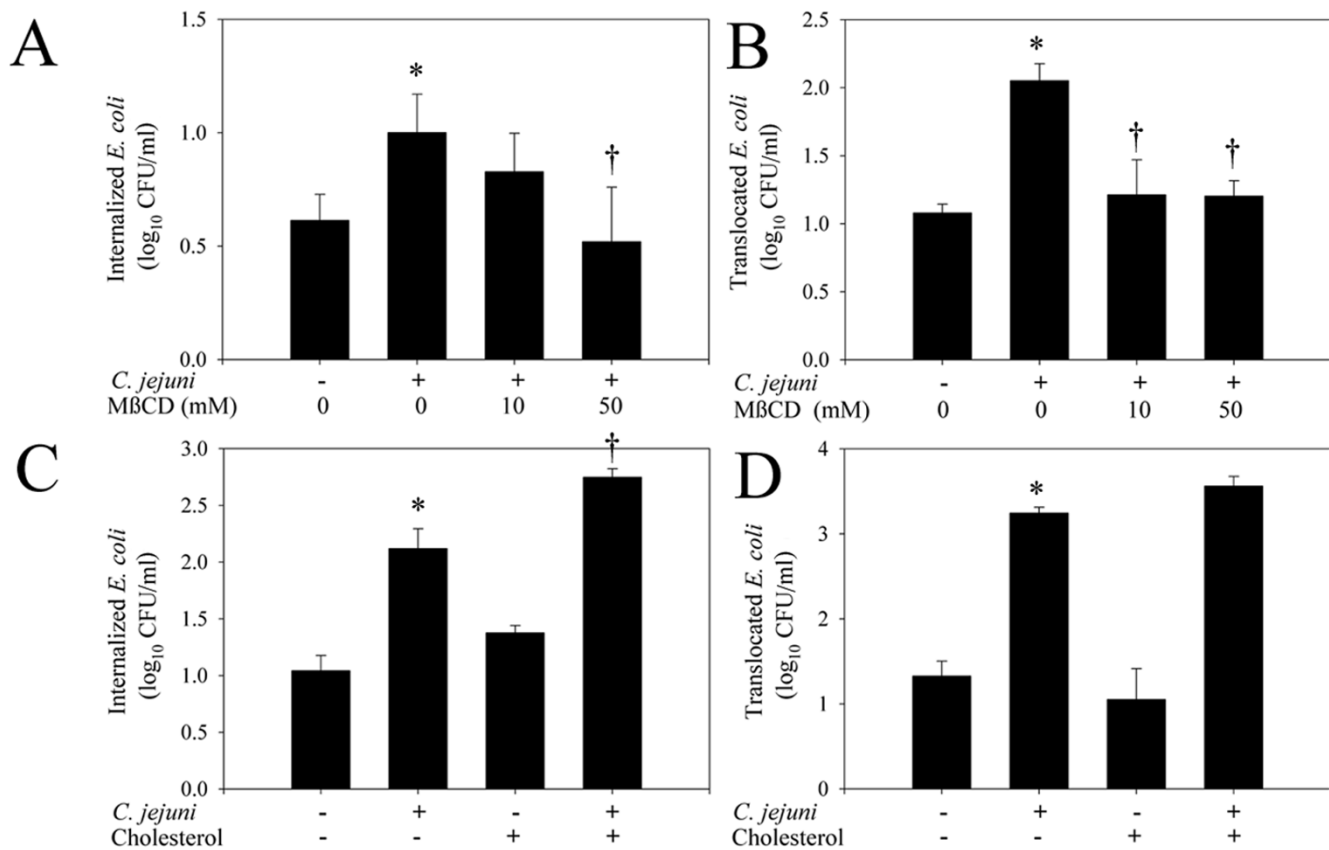 A
Internalized E. coli
(log10 CFU/ml)
1.5
1.0
0.5
0.0
*
†
C. jejuni - + + +
MßCD (mM) 0 0 10 50
B
Translocated E. coli
(log10 CFU/ml)
2.5
2.0
1.5
1.0
0.5
0.0
*
†
†
C. jejuni - + + +
MßCD (mM) 0 0 10 50
C
Internalized E. coli
(log10 CFU/ml)
3.0
2.5
2.0
1.5
1.0
0.5
0.0
*
†
C. jejuni - + - +
Cholesterol - - + +
D
Translocated E. coli
(log10 CFU/ml)
4
3
2
1
0
*
C. jejuni - + - +
Cholesterol - - + +